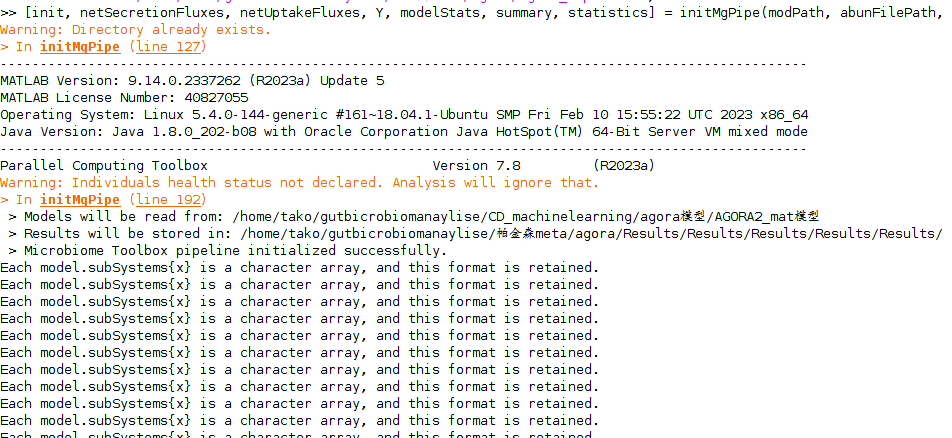 >> [init, netSecretionFluxes, netUptakeFluxes, Y, modelStats, summary, statistics] = initMgPipe(modPath, abunFilePath,
Warning: Directory already exists.
> In initMgPipe (line 127)
--------------------------------------------------------------------------------------------------------
MATLAB Version: 9.14.0.2337262 (R2023a) Update 5
MATLAB License Number: 40827055
Operating System: Linux 5.4.0-144-generic #161~18.04.1-Ubuntu SMP Fri Feb 10 15:55:22 UTC 2023 x86_64
Java Version: Java 1.8.0_202-b08 with Oracle Corporation Java HotSpot(TM) 64-Bit Server VM mixed mode
--------------------------------------------------------------------------------------------------------
Parallel Computing Toolbox Version 7.8 (R2023a)
Warning: Individuals health status not declared. Analysis will ignore that.
> In initMgPipe (line 192)
> Models will be read from: /home/tako/gutbicrobiomanaylise/CD_machinelearning/agora模型/AGORA2_mat模型
> Results will be stored in: /home/tako/gutbicrobiomanaylise/帕金森meta/agora/Results/Results/Results/Results/Results/
> Microbiome Toolbox pipeline initialized successfully.
Each model.subSystems{x} is a character array, and this format is retained.
Each model.subSystems{x} is a character array, and this format is retained.
Each model.subSystems{x} is a character array, and this format is retained.
Each model.subSystems{x} is a character array, and this format is retained.
Each model.subSystems{x} is a character array, and this format is retained.
Each model.subSystems{x} is a character array, and this format is retained.
Each model.subSystems{x} is a character array, and this format is retained.
Each model.subSystems{x} is a character array, and this format is retained.
Each model.subSystems{x} is a character array, and this format is retained.
Each model.subSystems{x} is a character array, and this format is retained.
Each model.subSystems{x} is a character array, and this format is retained.